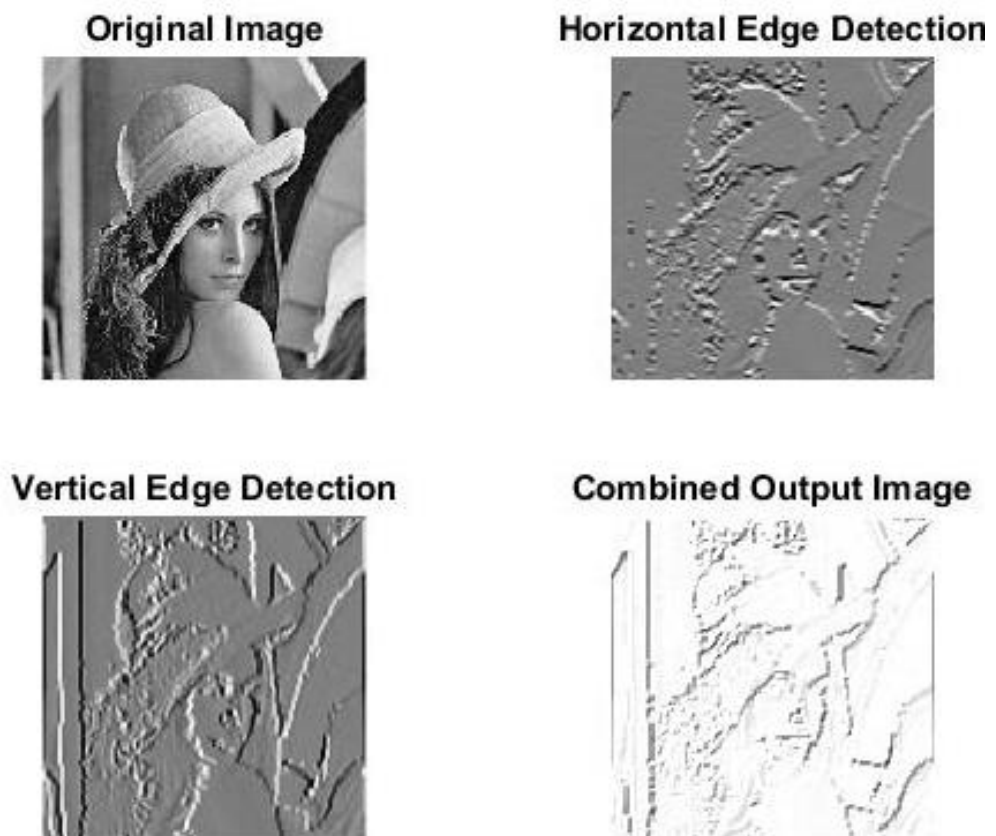 Original Image
Horizontal Edge Detection
Vertical Edge Detection
Combined Output Image